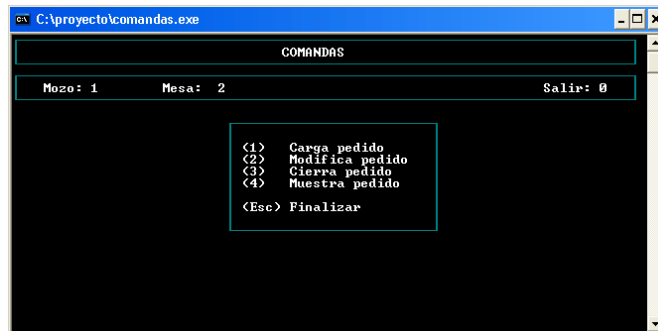 C:\proyecto\comandas.exe
COMANDAS
Mozo: 1 Mesa: 2 Salir: 0
(1) Carga pedido
(2) Modifica pedido
(3) Cierra pedido
(4) Muestra pedido
(Esc) Finalizar